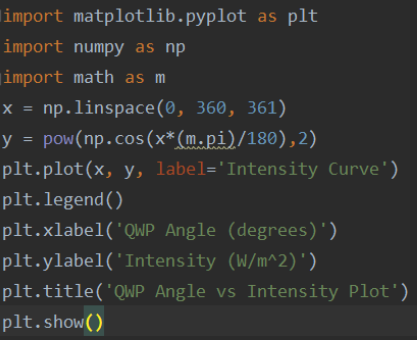 import matplotlib.pyplot as plt
import numpy as np
import math as m
x = np.linspace(0, 360, 361)
y = pow(np.cos(x*(m.pi)/180),2)
plt.plot(x, y, label='Intensity Curve')
plt.legend()
plt.xlabel('QWP Angle (degrees)')
plt.ylabel('Intensity (W/m^2)')
plt.title('QWP Angle vs Intensity Plot')
plt.show()